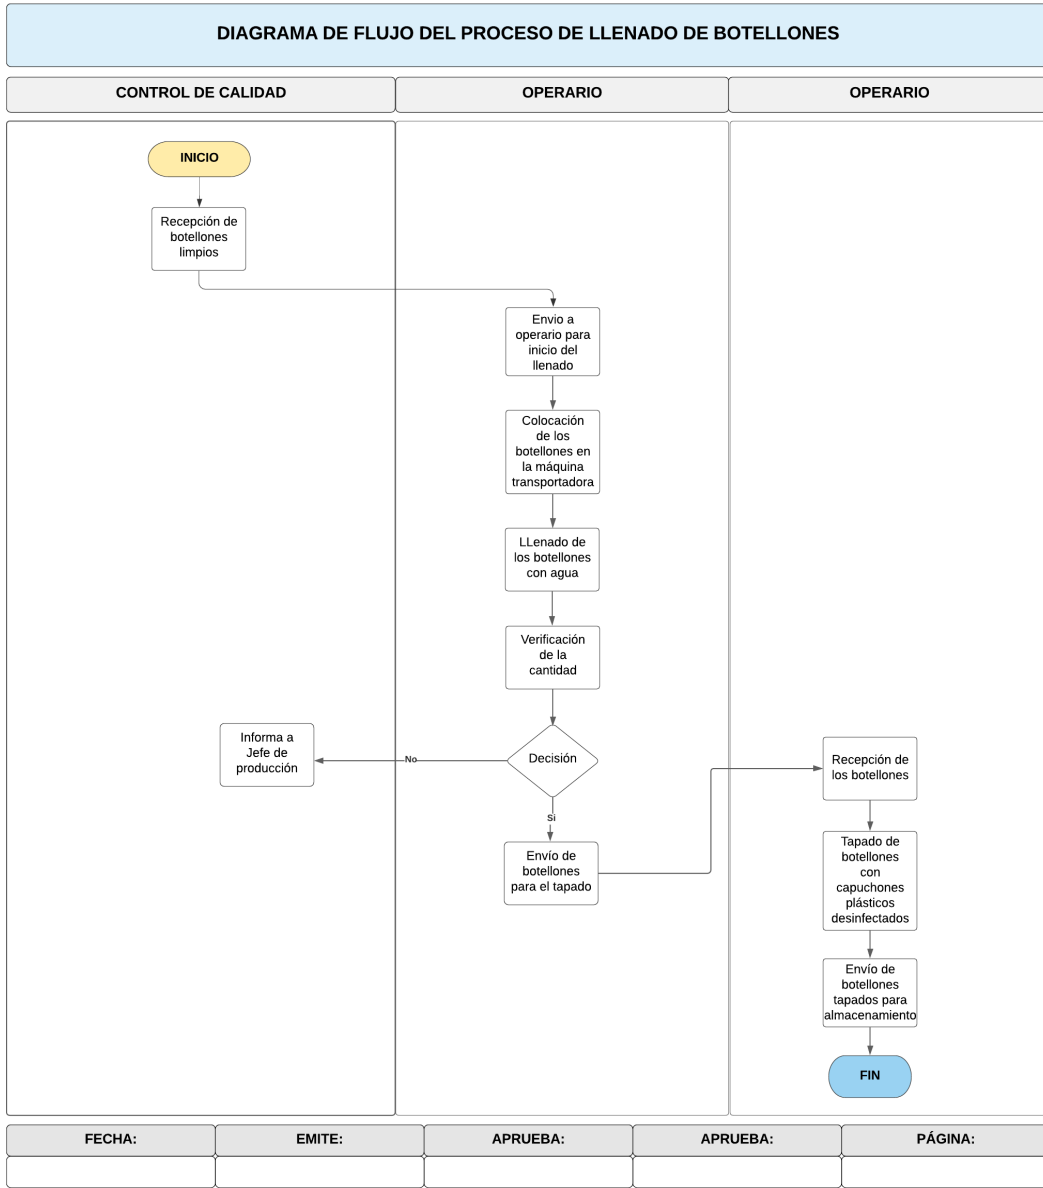 DIAGRAMA DE FLUJO DEL PROCESO DE LLENADO DE BOTELLONES
CONTROL DE CALIDAD
OPERARIO
OPERARIO
INICIO
Recepción de
botellones
limpios
Envio a
operario para
inicio del
llenado
Colocación
de los
botellones en
la máquina
transportadora
LLenado de
los botellones
con agua
Verificación
de la
cantidad
Decisión
No
Informa a
Jefe de
producción
Si
Envío de
botellones
para el tapado
Recepción de
los botellones
Tapado de
botellones
con
capuchones
plásticos
desinfectados
Envío de
botellones
tapados para
almacenamiento
FIN
FECHA:
EMITE:
APRUEBA:
APRUEBA:
PÁGINA: